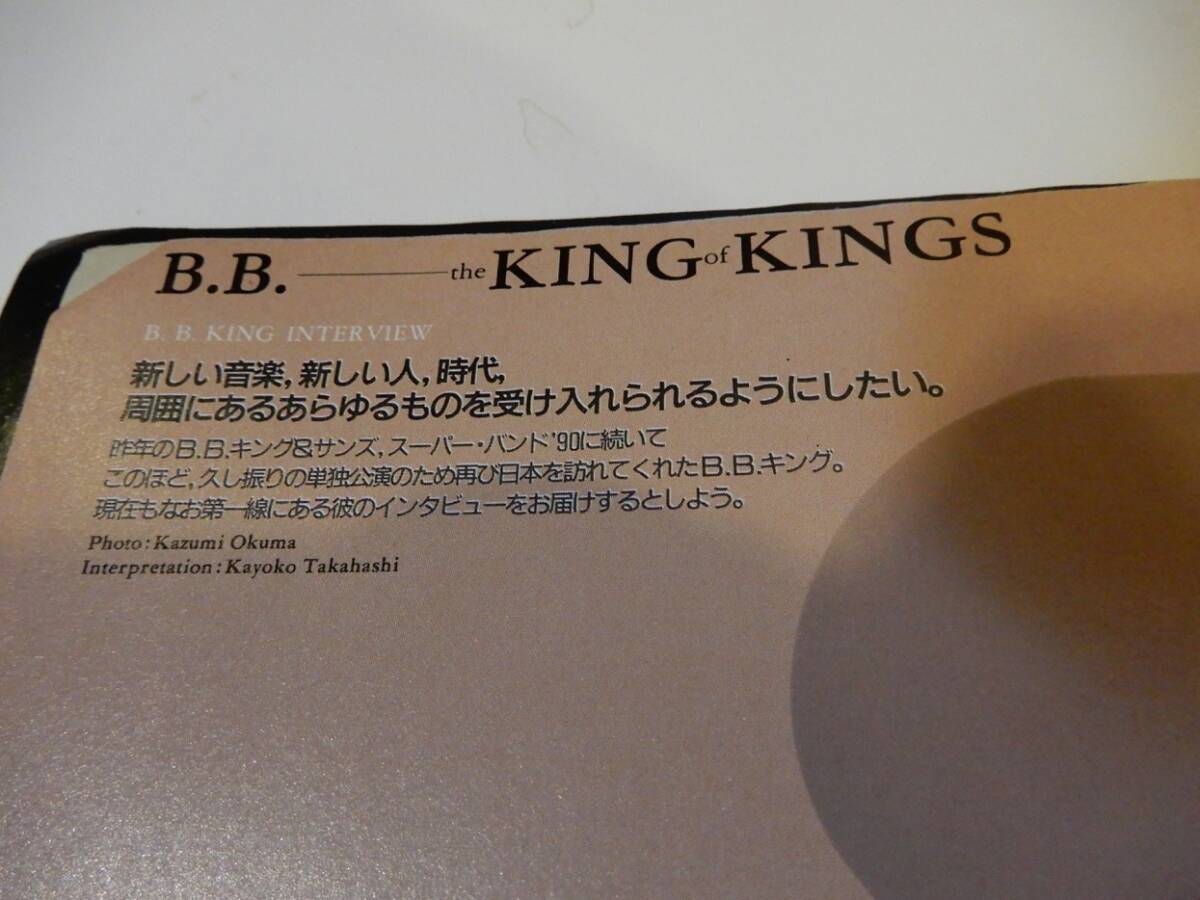 B.B. the KING of KINGS
B. B. KING INTERVIEW
新しい音楽，新しい人，時代，
周囲にあるあらゆるものを受け入れられるようにしたい。
昨年のB.B.キング&サンズ，スーパー・バンド'90に続いて
このほど，久し振りの単独公演のため再び日本を訪れてくれたB.B.キング。
現在もなお第一線にある彼のインタビューをお届けするとしよう。
Photo:Kazumi Okuma
Interpretation:Kayoko Takahashi